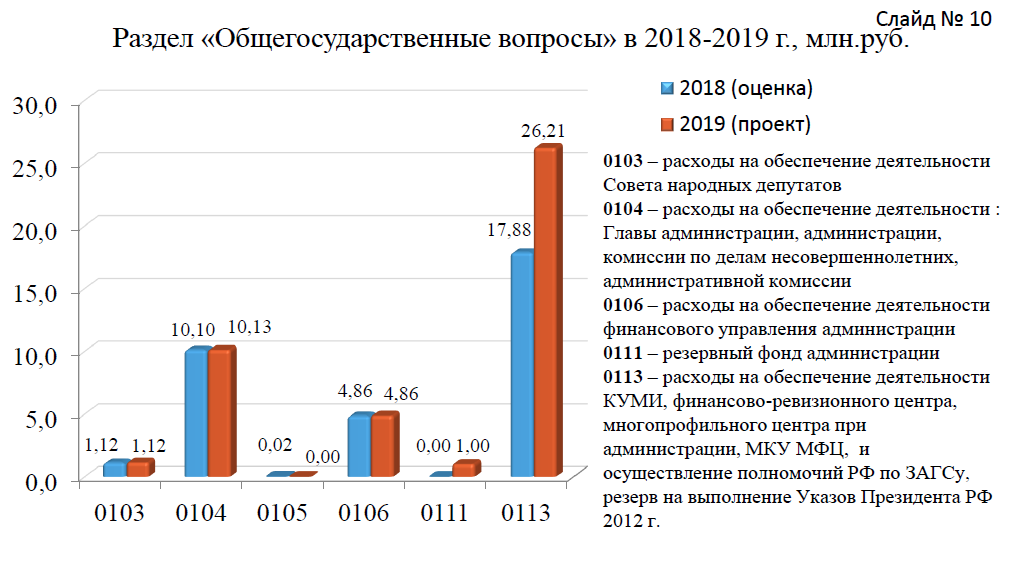 Слайд № 10
Раздел «Общегосударственные вопросы» в 2018-2019 г., млн.руб.
2018 (оценка)
2019 (проект)
30,0
25,0
20,0
15,0
10,0
5,0
0,0
1,12
1,12
10,10
10,13
0,02
0,00
4,86
4,86
0,00
1,00
17,88
26,21
0103
0104
0105
0106
0111
0113
0103 – расходы на обеспечение деятельности
Совета народных депутатов
0104 – расходы на обеспечение деятельности :
Главы администрации, администрации,
комиссии по делам несовершеннолетних,
административной комиссии
0106 – расходы на обеспечение деятельности
финансового управления администрации
0111 – резервный фонд администрации
0113 – расходы на обеспечение деятельности
КУМИ, финансово-ревизионного центра,
многопрофильного центра при
администрации, МКУ МФЦ, и
осуществление полномочий РФ по ЗАГСу,
резерв на выполнение Указов Президента РФ
2012 г.